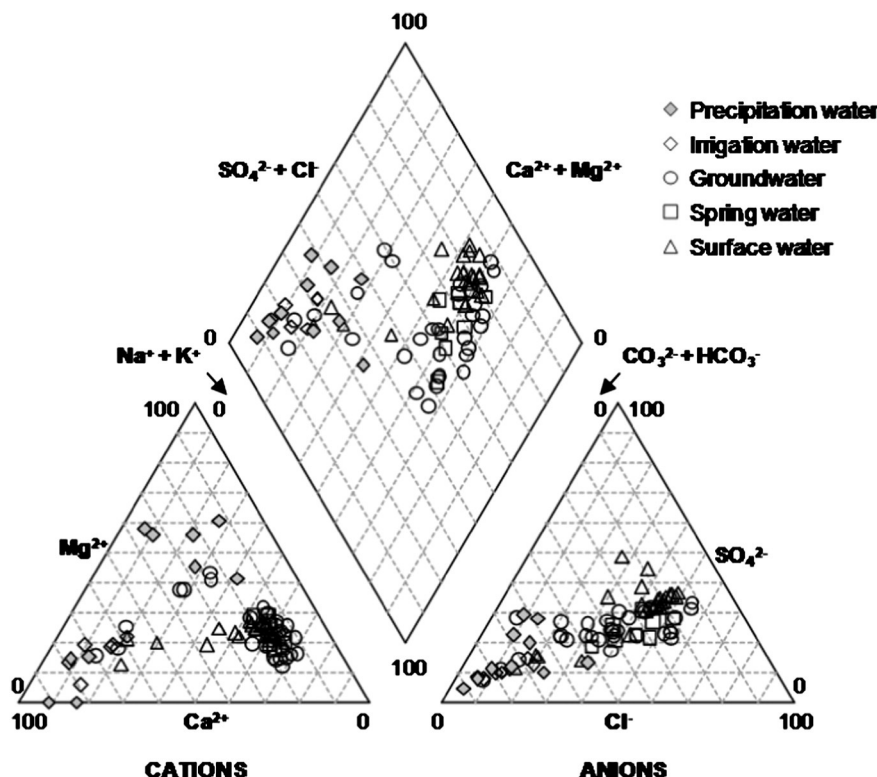 100
Precipitation water
Irrigation water
Groundwater
Spring water
Surface water
SO₄²⁻ + Cl⁻
Ca²⁺ + Mg²⁺
0
0
Na⁺ + K⁺
CO₃²⁻ + HCO₃⁻
100 0
0 100
Mg²⁺
SO₄²⁻
100
0
0
100 Ca²⁺ 0
0 Cl⁻ 100
CATIONS
ANIONS